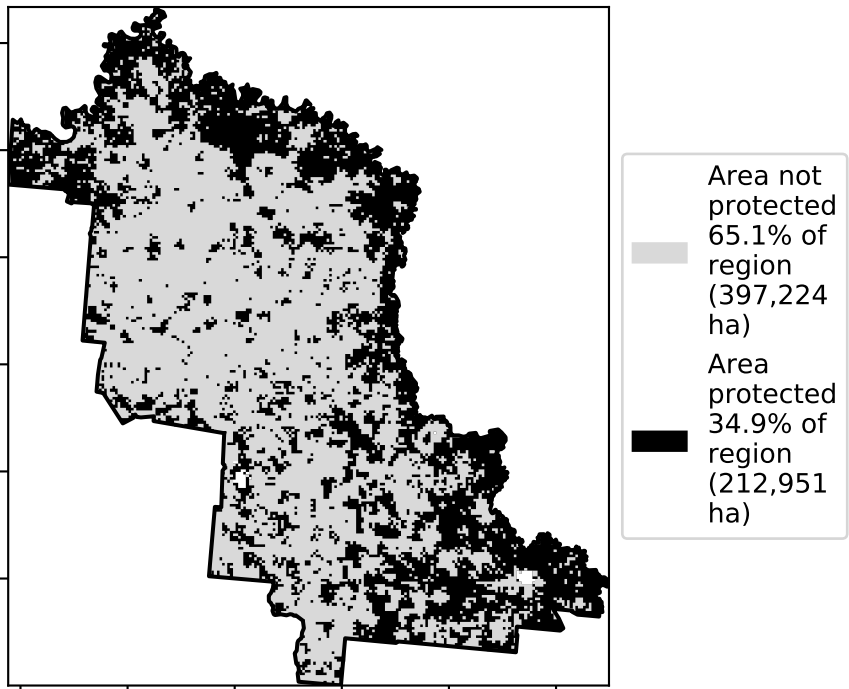 Area not
protected
65.1% of
region
(397,224
ha)
Area
protected
34.9% of
region
(212,951
ha)